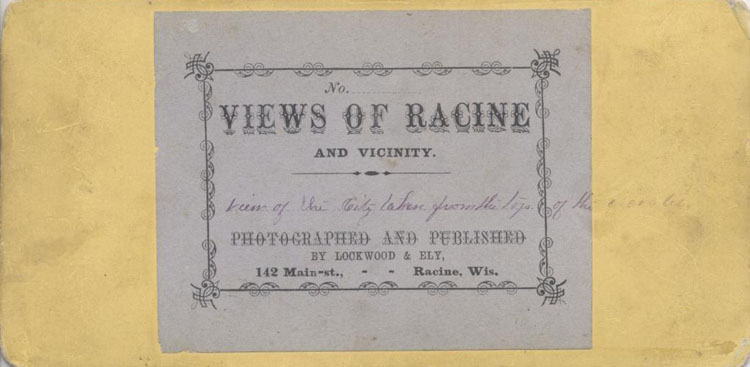 No.
VIEWS OF RACINE
AND VICINITY.
view of the City taken from the top of the
PHOTOGRAPHED AND PUBLISHED
BY LOCKWOOD & ELY,
142 Main-st., - - Racine, Wis.